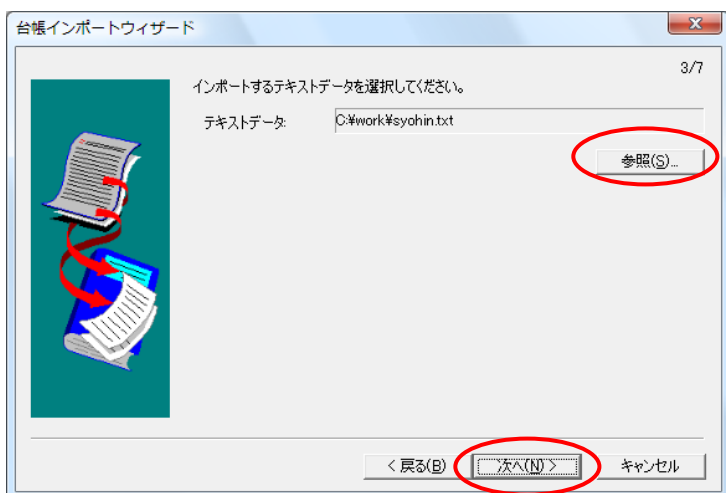 台帳インポートウィザード
3/7
インポートするテキストデータを選択してください。
テキストデータ: C:¥work¥syohin.txt
参照(S)...
< 戻る(B) 次へ(N) > キャンセル